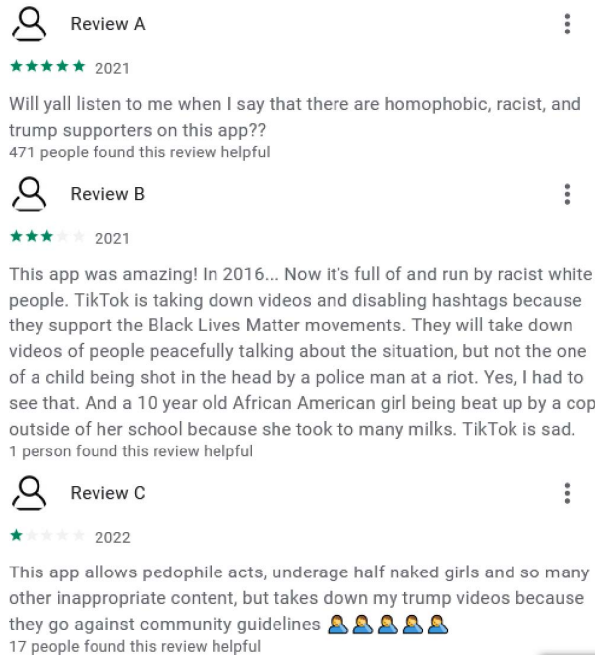 Review A
2021
Will yall listen to me when I say that there are homophobic, racist, and
trump supporters on this app??
471 people found this review helpful
Review B
2021
This app was amazing! In 2016... Now it's full of and run by racist white
people. TikTok is taking down videos and disabling hashtags because
they support the Black Lives Matter movements. They will take down
videos of people peacefully talking about the situation, but not the one
of a child being shot in the head by a police man at a riot. Yes, I had to
see that. And a 10 year old African American girl being beat up by a cop
outside of her school because she took to many milks. TikTok is sad.
1 person found this review helpful
Review C
2022
This app allows pedophile acts, underage half naked girls and so many
other inappropriate content, but takes down my trump videos because
they go against community guidelines 🤦🤦🤦🤦🤦
17 people found this review helpful